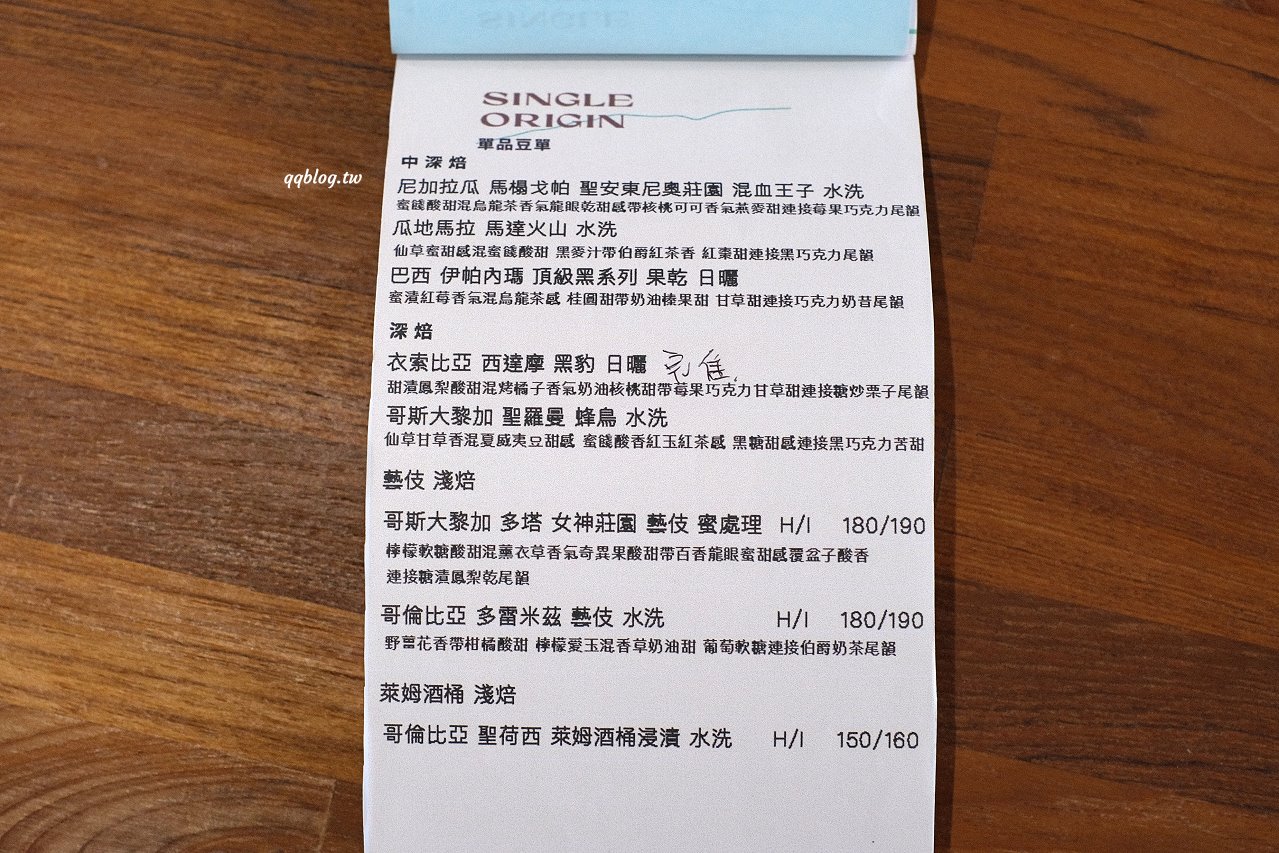 SINGLE
ORIGIN
單品豆單
中深焙
qqblog.tw
尼加拉瓜 馬榻戈帕 聖安東尼奧莊園 混血王子 水洗
蜜餞酸甜混烏龍茶香氣龍眼乾甜感帶核桃可可香氣燕麥甜連接莓果巧克力尾韻
瓜地馬拉 馬達火山 水洗
仙草蜜甜感混蜜餞酸甜 黑麥汁帶伯爵紅茶香 紅棗甜連接黑巧克力尾韻
巴西 伊帕內瑪 頂級黑系列 果乾 日曬
蜜漬紅莓香氣混烏龍茶感 桂圓甜帶奶油榛果甜 甘草甜連接巧克力奶昔尾韻
深焙
衣索比亞 西達摩 黑豹 日曬 完售
甜漬鳳梨酸甜混烤橘子香氣奶油核桃甜帶莓果巧克力甘草甜連接糖炒栗子尾韻
哥斯大黎加 聖羅曼 蜂鳥 水洗
仙草甘草香混夏威夷豆甜感 蜜餞酸香紅玉紅茶感 黑糖甜感連接黑巧克力苦甜
藝伎 淺焙
哥斯大黎加 多塔 女神莊園 藝伎 蜜處理 H/I 180/190
檸檬軟糖酸甜混薰衣草香氣奇異果酸甜帶百香龍眼蜜甜感覆盆子酸香
連接糖漬鳳梨乾尾韻
哥倫比亞 多雷米茲 藝伎 水洗 H/I 180/190
野薑花香帶柑橘酸甜 檸檬愛玉混香草奶油甜 葡萄軟糖連接伯爵奶茶尾韻
萊姆酒桶 淺焙
哥倫比亞 聖荷西 萊姆酒桶浸漬 水洗 H/I 150/160